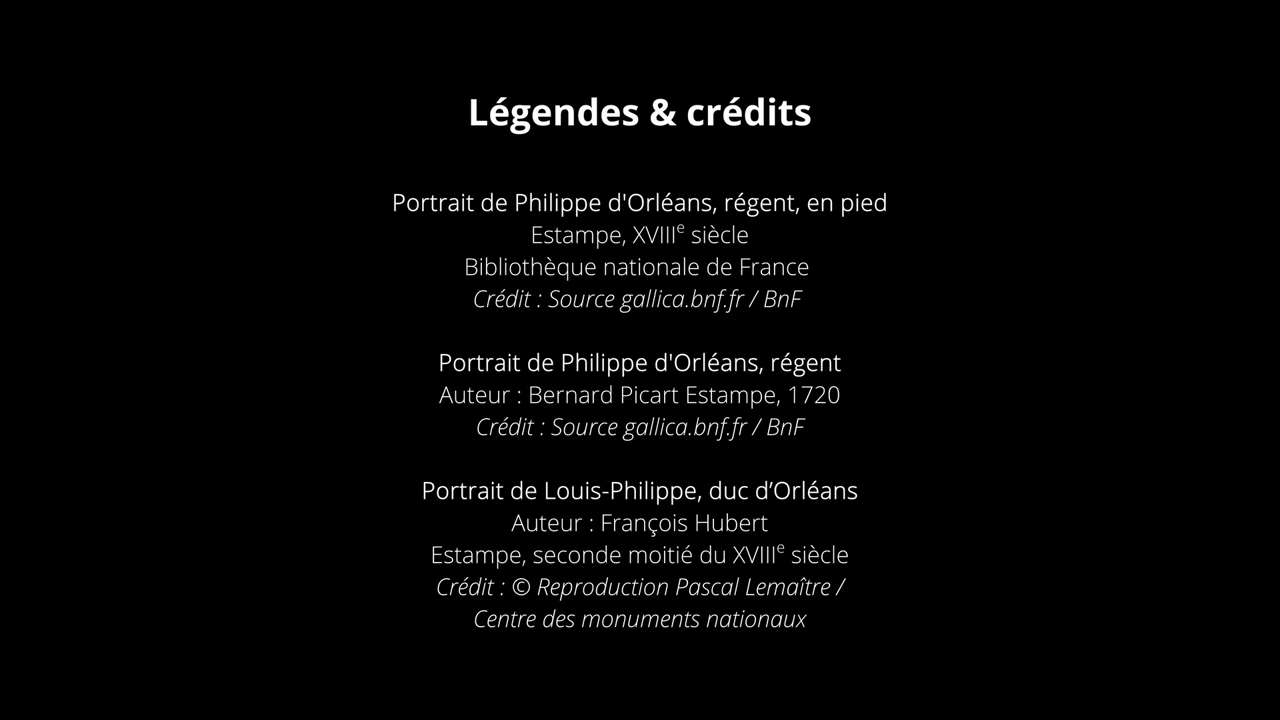 Légendes & crédits
Portrait de Philippe d'Orléans, régent, en pied
Estampe, XVIIIe siècle
Bibliothèque nationale de France
Crédit : Source gallica.bnf.fr / BnF
Portrait de Philippe d'Orléans, régent
Auteur : Bernard Picart Estampe, 1720
Crédit : Source gallica.bnf.fr / BnF
Portrait de Louis-Philippe, duc d’Orléans
Auteur : François Hubert
Estampe, seconde moitié du XVIIIe siècle
Crédit : © Reproduction Pascal Lemaître /
Centre des monuments nationaux